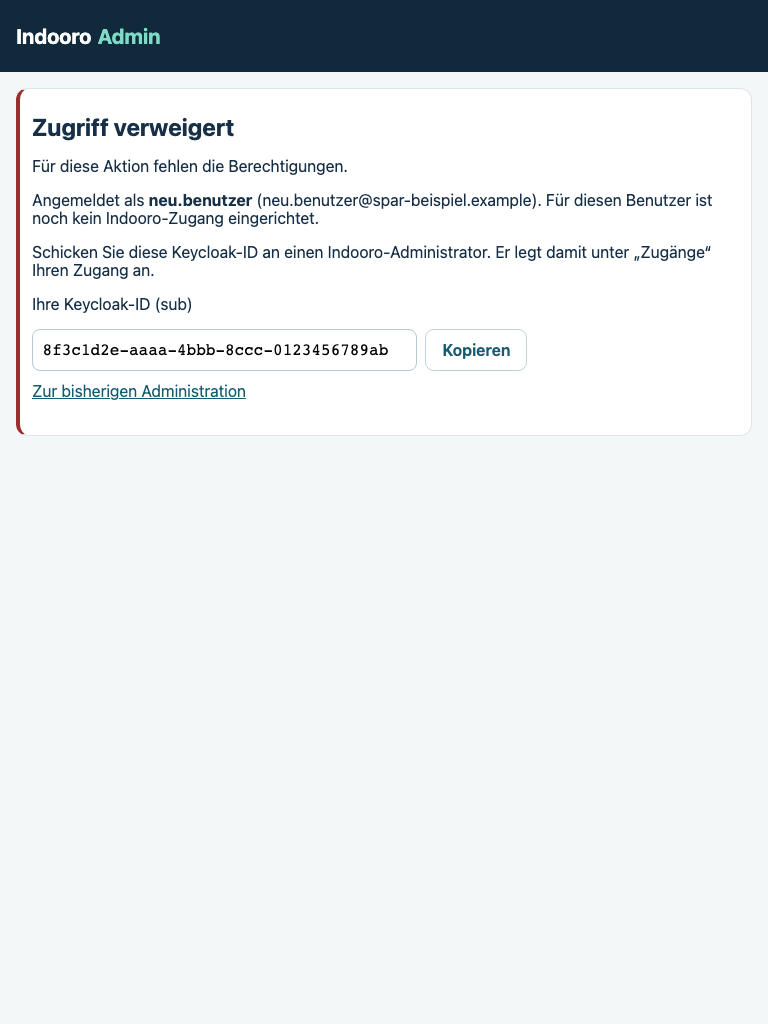 Indooro Admin
Zugriff verweigert
Für diese Aktion fehlen die Berechtigungen.
Angemeldet als neu.benutzer (neu.benutzer@spar-beispiel.example). Für diesen Benutzer ist
noch kein Indooro-Zugang eingerichtet.
Schicken Sie diese Keycloak-ID an einen Indooro-Administrator. Er legt damit unter „Zugänge“
Ihren Zugang an.
Ihre Keycloak-ID (sub)
8f3c1d2e-aaaa-4bbb-8ccc-0123456789ab
Kopieren
Zur bisherigen Administration